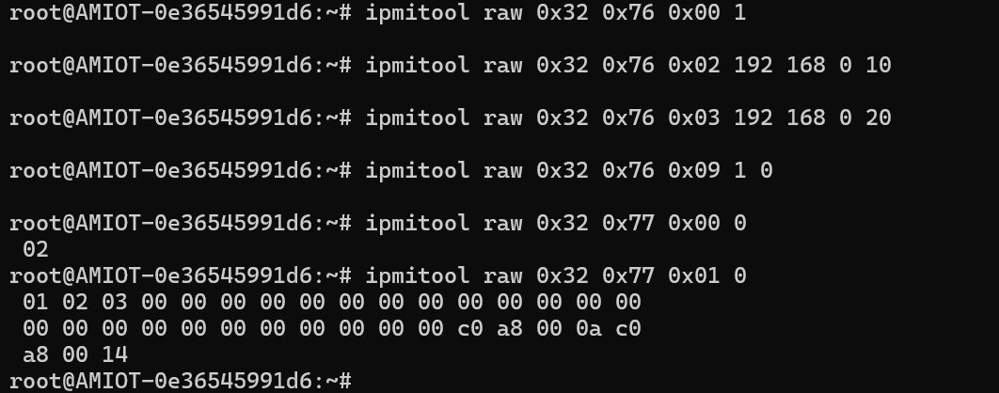 root@AMIOT-0e36545991d6:~# ipmitool raw 0x32 0x76 0x00 1
root@AMIOT-0e36545991d6:~# ipmitool raw 0x32 0x76 0x02 192 168 0 10
root@AMIOT-0e36545991d6:~# ipmitool raw 0x32 0x76 0x03 192 168 0 20
root@AMIOT-0e36545991d6:~# ipmitool raw 0x32 0x76 0x09 1 0
root@AMIOT-0e36545991d6:~# ipmitool raw 0x32 0x77 0x00 0
02
root@AMIOT-0e36545991d6:~# ipmitool raw 0x32 0x77 0x01 0
01 02 03 00 00 00 00 00 00 00 00 00 00 00 00 00
00 00 00 00 00 00 00 00 00 00 00 c0 a8 00 0a c0
a8 00 14
root@AMIOT-0e36545991d6:~#